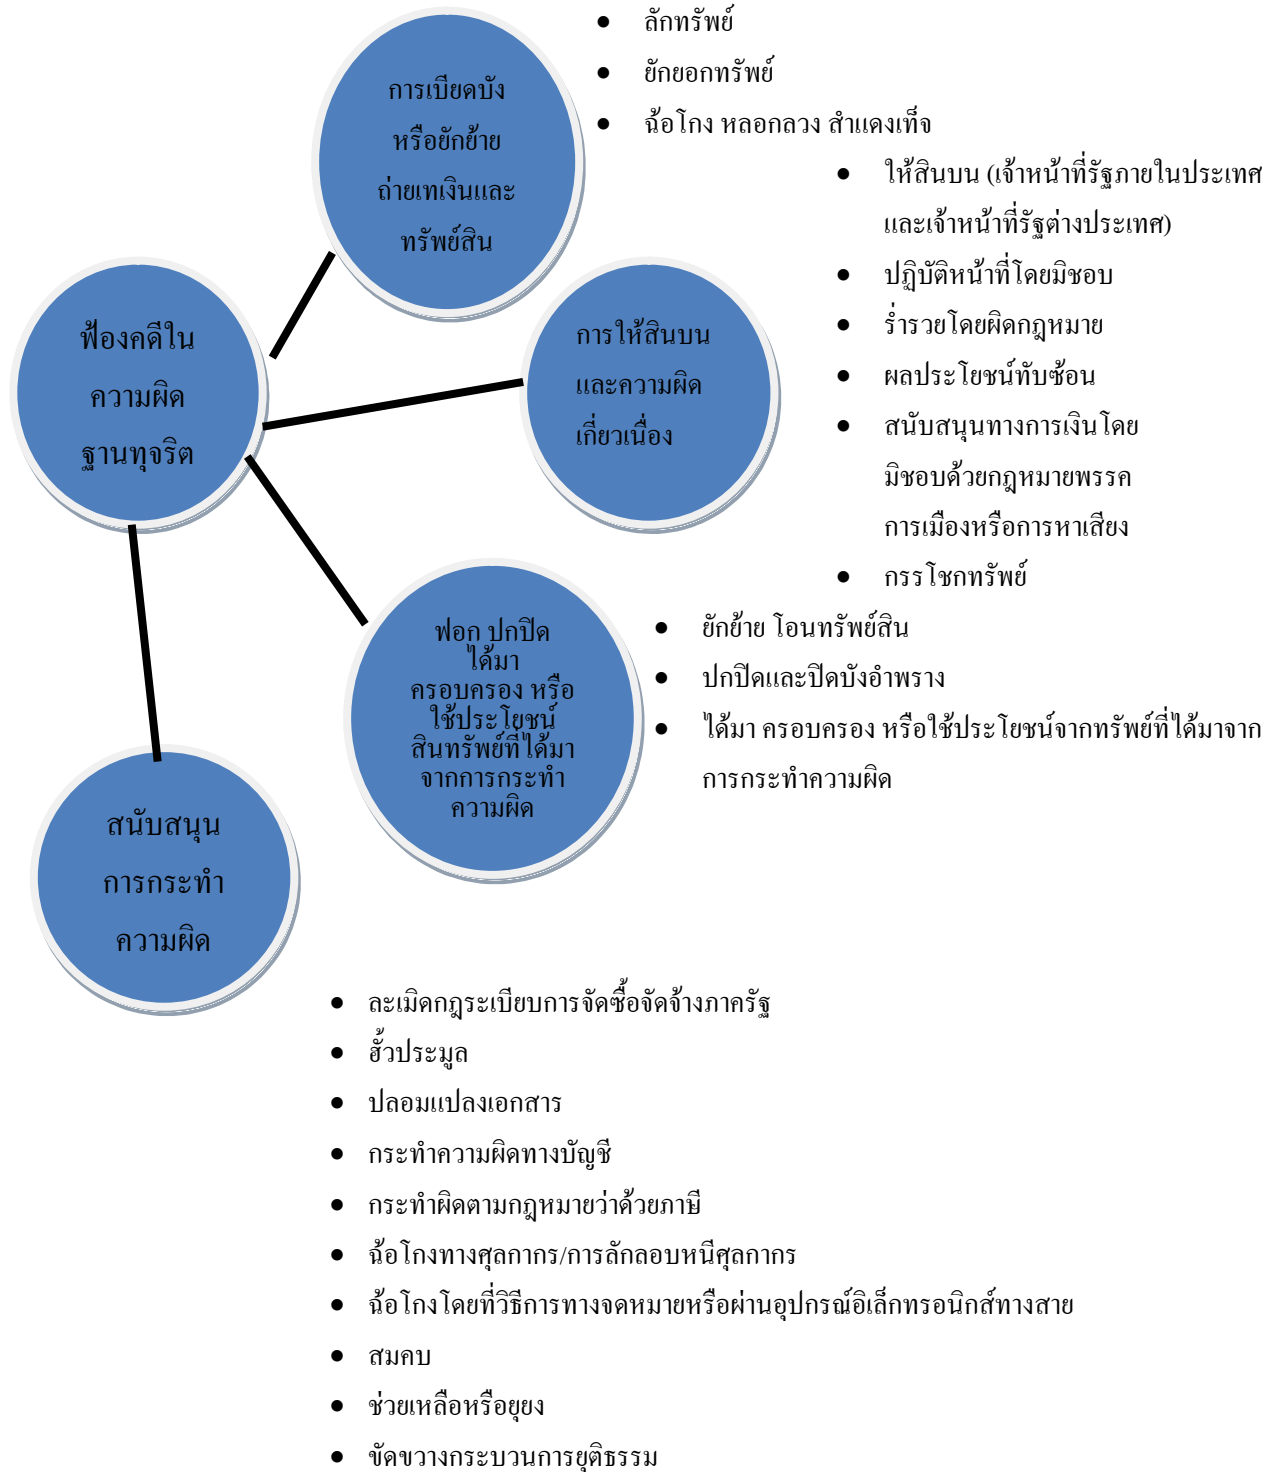 ลักทรัพย์
ยักยอกทรัพย์
ฉ้อโกง หลอกลวง สำแดงเท็จ
การเบียดบัง
หรือยักย้าย
ถ่ายเทเงินและ
ทรัพย์สิน
ให้สินบน (เจ้าหน้าที่รัฐภายในประเทศ
และเจ้าหน้าที่รัฐต่างประเทศ)
ปฏิบัติหน้าที่โดยมิชอบ
ร่ำรวยโดยผิดกฎหมาย
ผลประโยชน์ทับซ้อน
สนับสนุนทางการเงินโดย
มิชอบด้วยกฎหมายพรรค
การเมืองหรือการหาเสียง
กรรโชกทรัพย์
การให้สินบน
และความผิด
เกี่ยวเนื่อง
ฟ้องคดีใน
ความผิด
ฐานทุจริต
ฟอก ปกปิด
ได้มา
ครอบครอง หรือ
ใช้ประโยชน์
สินทรัพย์ที่ได้มา
จากการกระทำ
ความผิด
ยักย้าย โอนทรัพย์สิน
ปกปิดและปิดบังอำพราง
ได้มา ครอบครอง หรือใช้ประโยชน์จากทรัพย์ที่ได้มาจาก
การกระทำความผิด
สนับสนุน
การกระทำ
ความผิด
ละเมิดกฎระเบียบการจัดซื้อจัดจ้างภาครัฐ
ฮั้วประมูล
ปลอมแปลงเอกสาร
กระทำความผิดทางบัญชี
กระทำผิดตามกฎหมายว่าด้วยภาษี
ฉ้อโกงทางศุลกากร/การลักลอบหนีศุลกากร
ฉ้อโกงโดยที่วิธีการทางจดหมายหรือผ่านอุปกรณ์อิเล็กทรอนิกส์ทางสาย
สมคบ
ช่วยเหลือหรือยุยง
ขัดขวางกระบวนการยุติธรรม